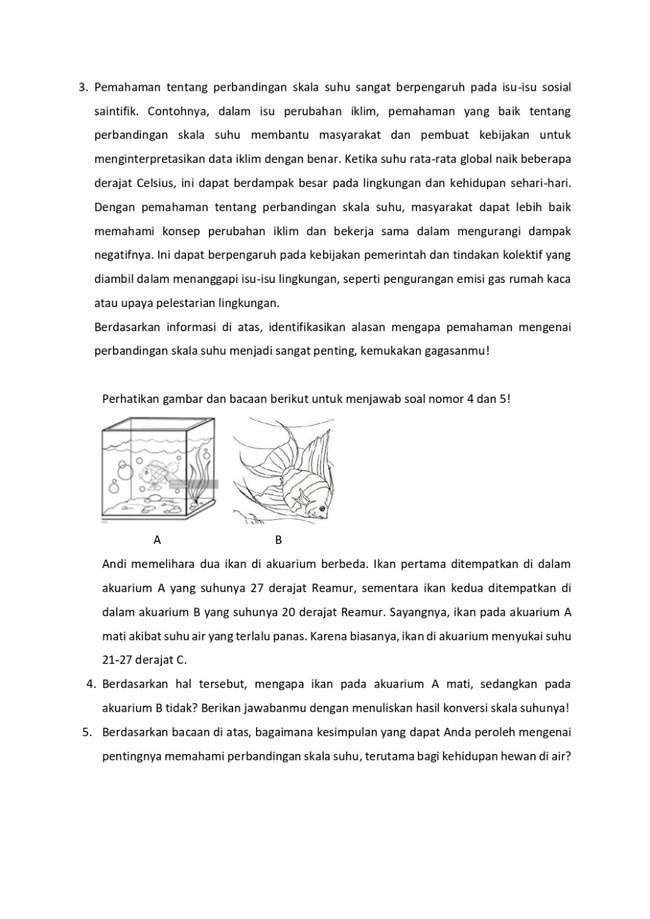 3. Pemahaman tentang perbandingan skala suhu sangat berpengaruh pada isu-isu sosial
saintifik. Contohnya, dalam isu perubahan iklim, pemahaman yang baik tentang
perbandingan skala suhu membantu masyarakat dan pembuat kebijakan untuk
menginterpretasikan data iklim dengan benar. Ketika suhu rata-rata global naik beberapa
derajat Celsius, ini dapat berdampak besar pada lingkungan dan kehidupan sehari-hari.
Dengan pemahaman tentang perbandingan skala suhu, masyarakat dapat lebih baik
memahami konsep perubahan iklim dan bekerja sama dalam mengurangi dampak
negatifnya. Ini dapat berpengaruh pada kebijakan pemerintah dan tindakan kolektif yang
diambil dalam menanggapi isu-isu lingkungan, seperti pengurangan emisi gas rumah kaca
atau upaya pelestarian lingkungan.
Berdasarkan informasi di atas, identifikasikan alasan mengapa pemahaman mengenai
perbandingan skala suhu menjadi sangat penting, kemukakan gagasanmu!
Perhatikan gambar dan bacaan berikut untuk menjawab soal nomor 4 dan 5!
A B
Andi memelihara dua ikan di akuarium berbeda. Ikan pertama ditempatkan di dalam
akuarium A yang suhunya 27 derajat Reamur, sementara ikan kedua ditempatkan di
dalam akuarium B yang suhunya 20 derajat Reamur. Sayangnya, ikan pada akuarium A
mati akibat suhu air yang terlalu panas. Karena biasanya, ikan di akuarium menyukai suhu
21-27 derajat C.
4. Berdasarkan hal tersebut, mengapa ikan pada akuarium A mati, sedangkan pada
akuarium B tidak? Berikan jawabanmu dengan menuliskan hasil konversi skala suhunya!
5. Berdasarkan bacaan di atas, bagaimana kesimpulan yang dapat Anda peroleh mengenai
pentingnya memahami perbandingan skala suhu, terutama bagi kehidupan hewan di air?